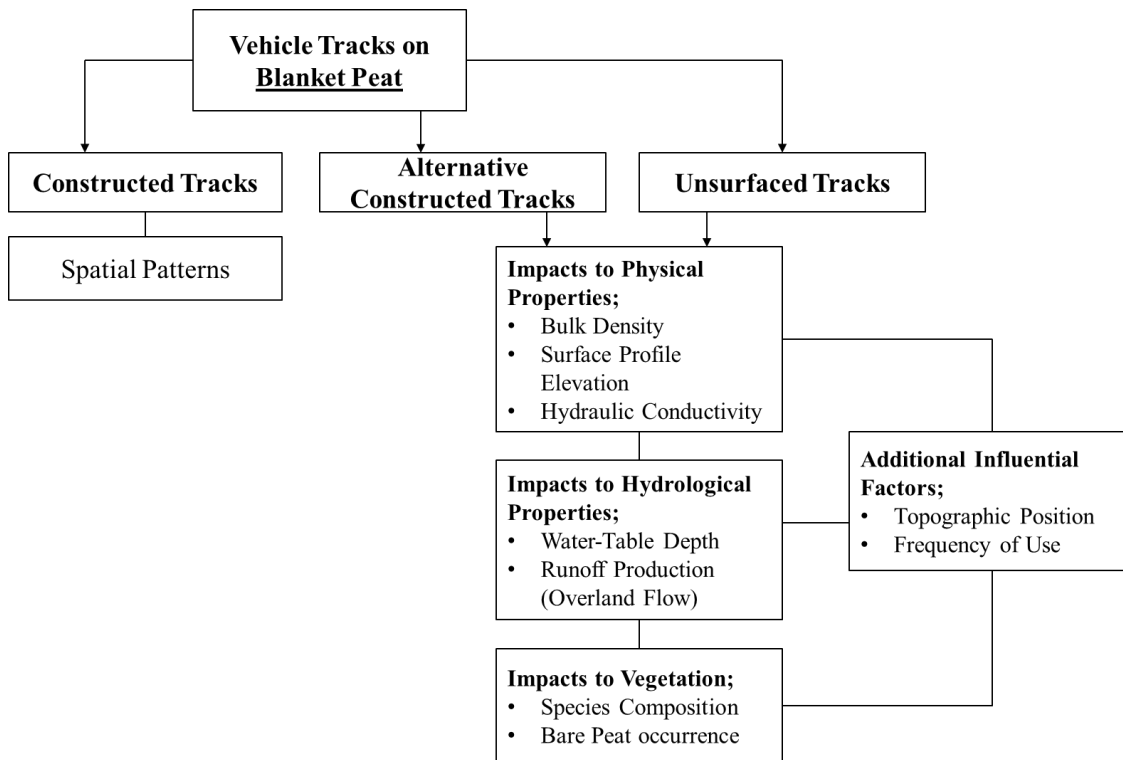 Vehicle Tracks on
Blanket Peat
Constructed Tracks
Alternative
Constructed Tracks
Unsurfaced Tracks
Spatial Patterns
Impacts to Physical
Properties;
• Bulk Density
• Surface Profile
Elevation
• Hydraulic Conductivity
Impacts to Hydrological
Properties;
• Water-Table Depth
• Runoff Production
(Overland Flow)
Additional Influential
Factors;
• Topographic Position
• Frequency of Use
Impacts to Vegetation;
• Species Composition
• Bare Peat occurrence